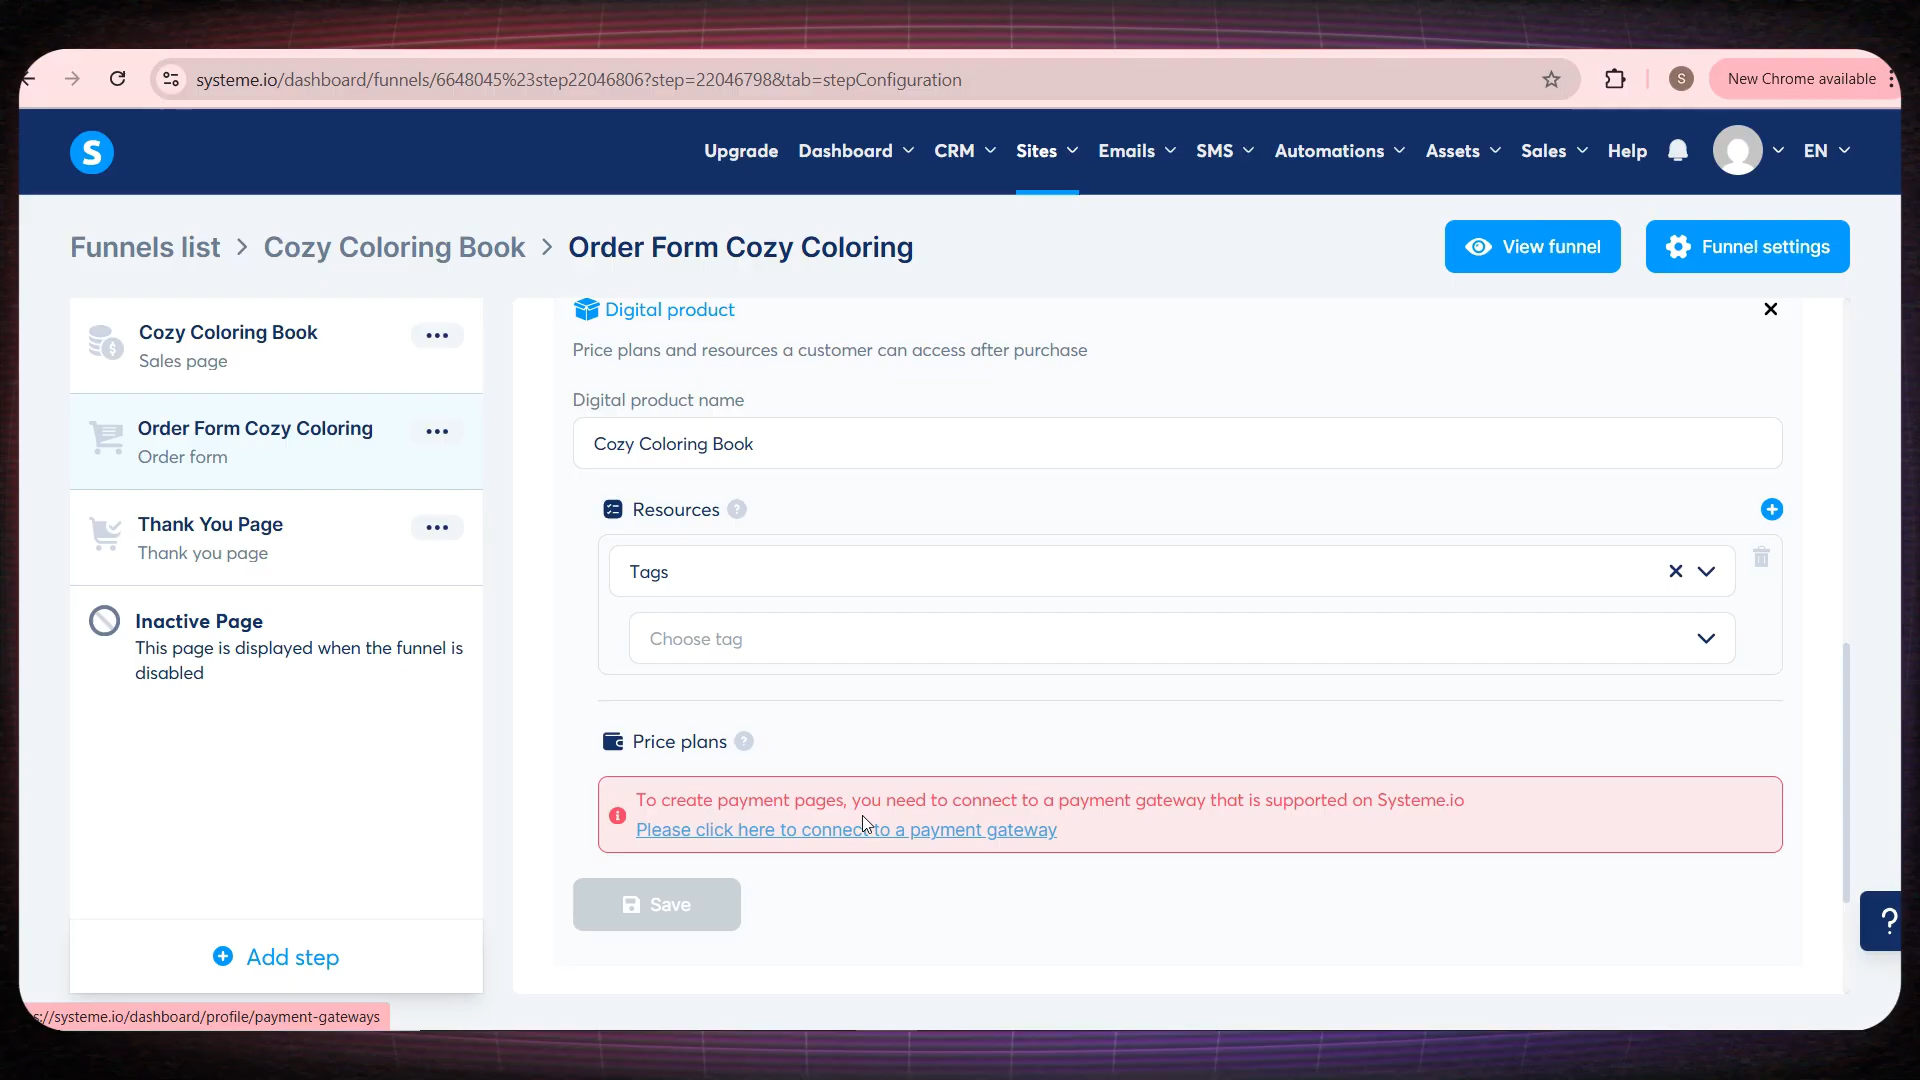 systeme.io/dashboard/funnels/6648045%23step22046806?step=22046798&tab=stepConfiguration
S
New Chrome available
S
Upgrade
Dashboard
CRM
Sites
Emails
SMS
Automations
Assets
Sales
Help
EN
Funnels list > Cozy Coloring Book > Order Form Cozy Coloring
View funnel
Funnel settings
Cozy Coloring Book
Sales page
Order Form Cozy Coloring
Order form
Thank You Page
Thank you page
Inactive Page
This page is displayed when the funnel is
disabled
Add step
Digital product
Price plans and resources a customer can access after purchase
Digital product name
Cozy Coloring Book
Resources ?
Tags
Choose tag
Price plans ?
To create payment pages, you need to connect to a payment gateway that is supported on Systeme.io
Please click here to connect to a payment gateway
Save
?
s://systeme.io/dashboard/profile/payment-gateways